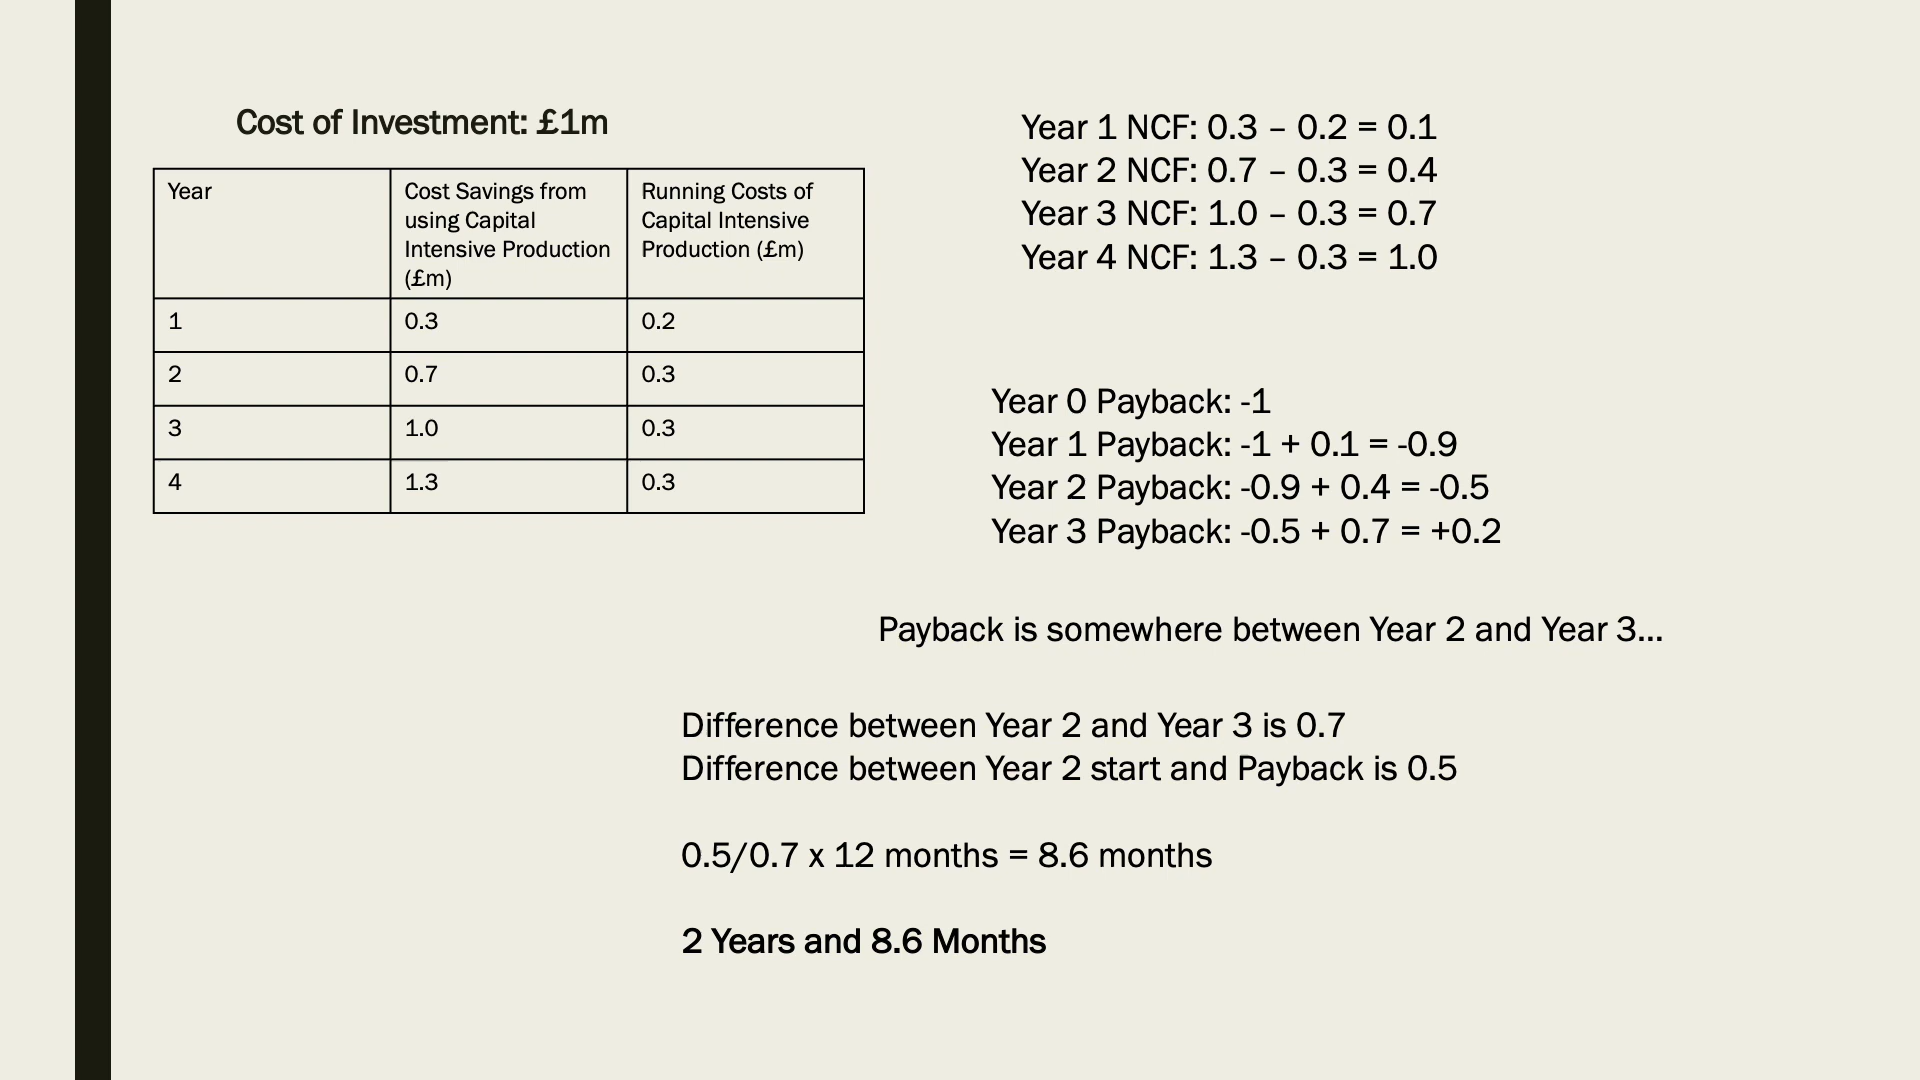 Cost of Investment: £1m
Year
Cost Savings from
using Capital
Intensive Production
(£m)
Running Costs of
Capital Intensive
Production (£m)
1
0.3
0.2
2
0.7
0.3
3
1.0
0.3
4
1.3
0.3
Year 1 NCF: 0.3 – 0.2 = 0.1
Year 2 NCF: 0.7 – 0.3 = 0.4
Year 3 NCF: 1.0 – 0.3 = 0.7
Year 4 NCF: 1.3 – 0.3 = 1.0
Year 0 Payback: -1
Year 1 Payback: -1 + 0.1 = -0.9
Year 2 Payback: -0.9 + 0.4 = -0.5
Year 3 Payback: -0.5 + 0.7 = +0.2
Payback is somewhere between Year 2 and Year 3...
Difference between Year 2 and Year 3 is 0.7
Difference between Year 2 start and Payback is 0.5
0.5/0.7 x 12 months = 8.6 months
2 Years and 8.6 Months